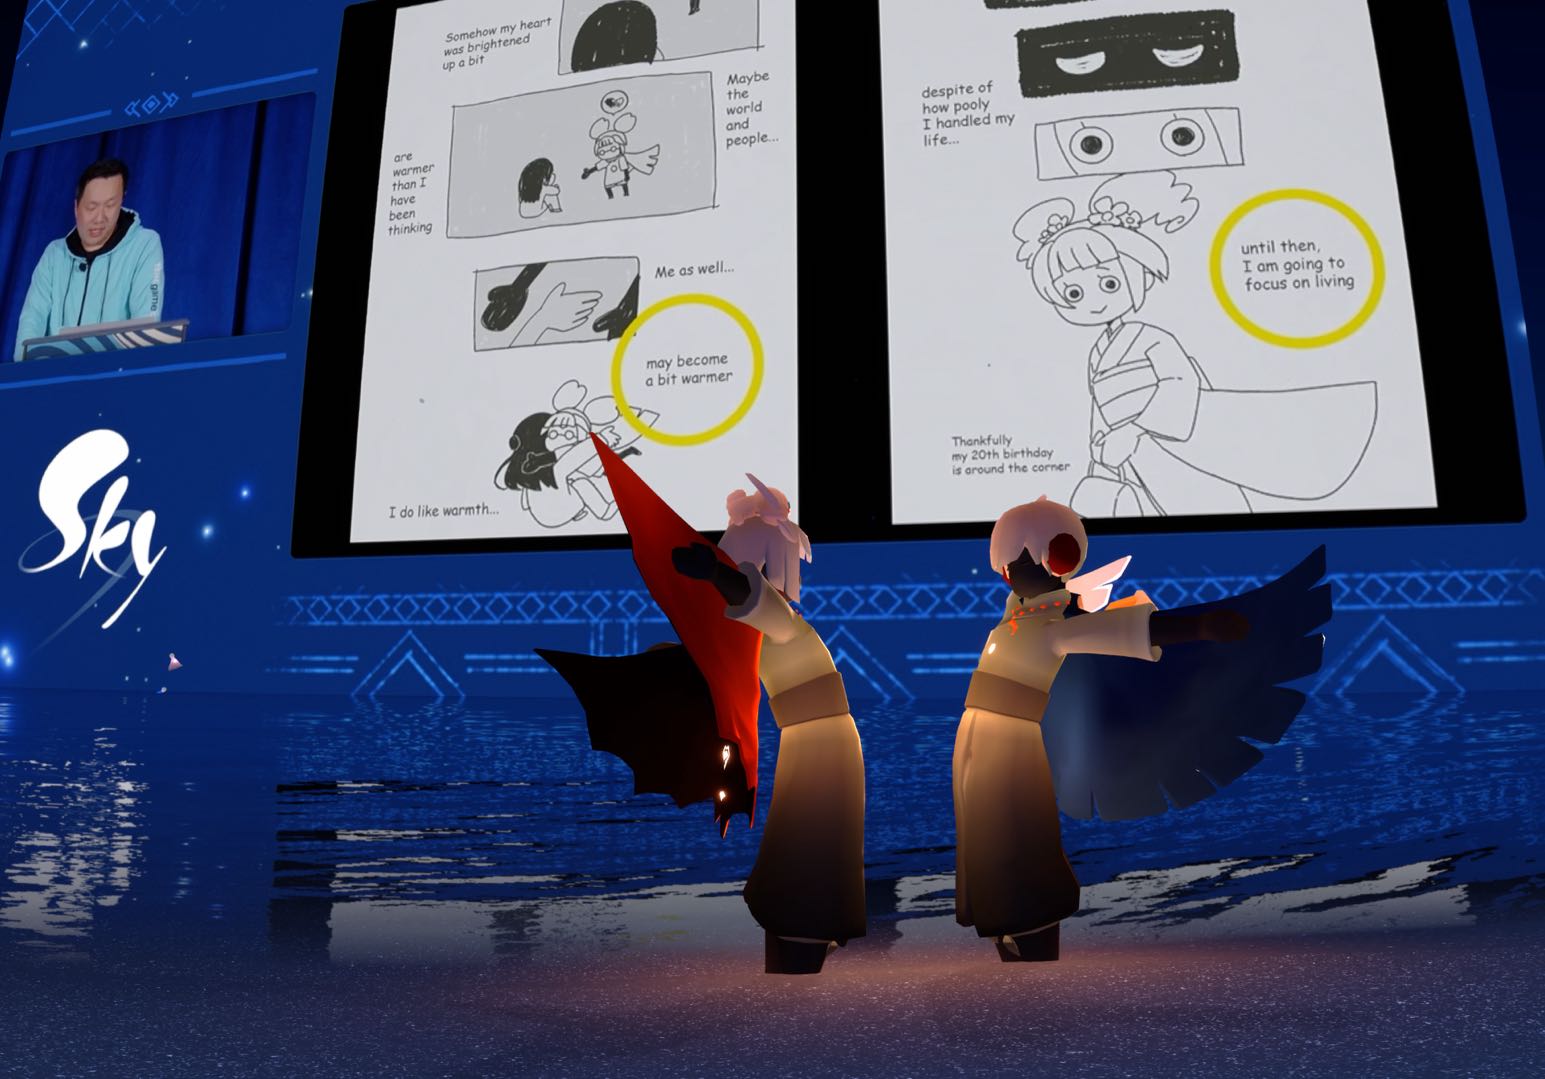 Somehow my heart
was brightened
up a bit
Maybe
the
world
and
people...
are
warmer
than I
have
been
thinking
Me as well...
may become
a bit warmer
I do like warmth...
despite of
how pooly
I handled my
life...
until then,
I am going to
focus on living
Thankfully
my 20th birthday
is around the corner
Sky